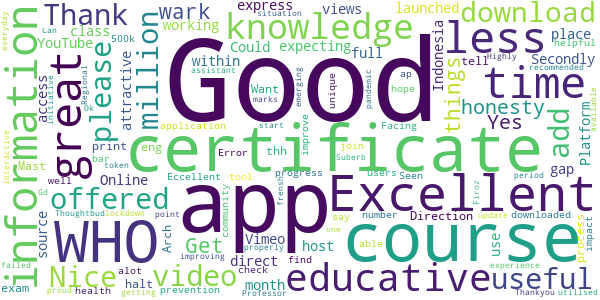 can
express
views
launched
situation
everyday
Thank
wark
knowledge
less
download
YouTube
class
working
Could
expecting
500k
million
full
place
helpful
Information
great
please
access
course
initiative
Ok
Regional
attractive
within
assistant
Want
marks
hope
emerging
unique
ap
pandemic
Indonesia
tell
Secondly
Highly
recommended
Good
time
things
honesty
Yes
Platform
add
gap
available
interactive
print
application
start
improve
join
Facing
certificate
bar
eng
Error
thh
progress
users
Suberb
Online
token
Mast
well
Eccellent
tool
Seen
frensh
Gd
offered
app
Excellent
Thoughtbud
lockdown
point
source
Arch
community
say
number
Direction
downloaded
Firoz
period
one
update
process
impact
WHO
Get
Vimeo
host
able
course
use
properly
improving
find
experience
Nice
video
direct
check
educative
useful
exam
alot
halt
month
failed
proud
health
prevention
getting
Professor
Thankyou
utilised